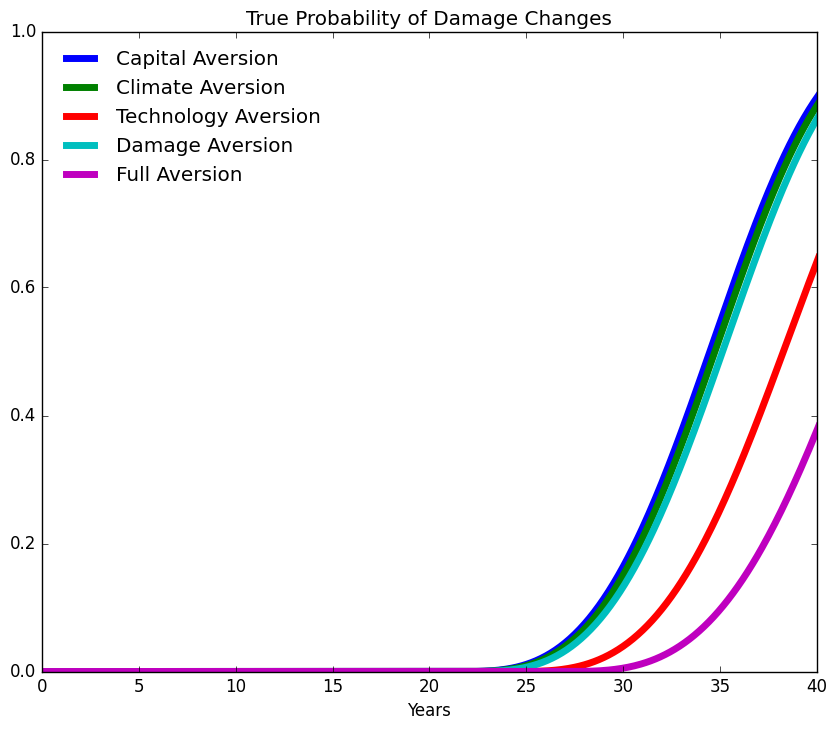 True Probability of Damage Changes
1.0
Capital Aversion
Climate Aversion
Technology Aversion
Damage Aversion
Full Aversion
0.8
0.6
0.4
0.2
0.0
0 5 10 15 20 25 30 35 40
Years